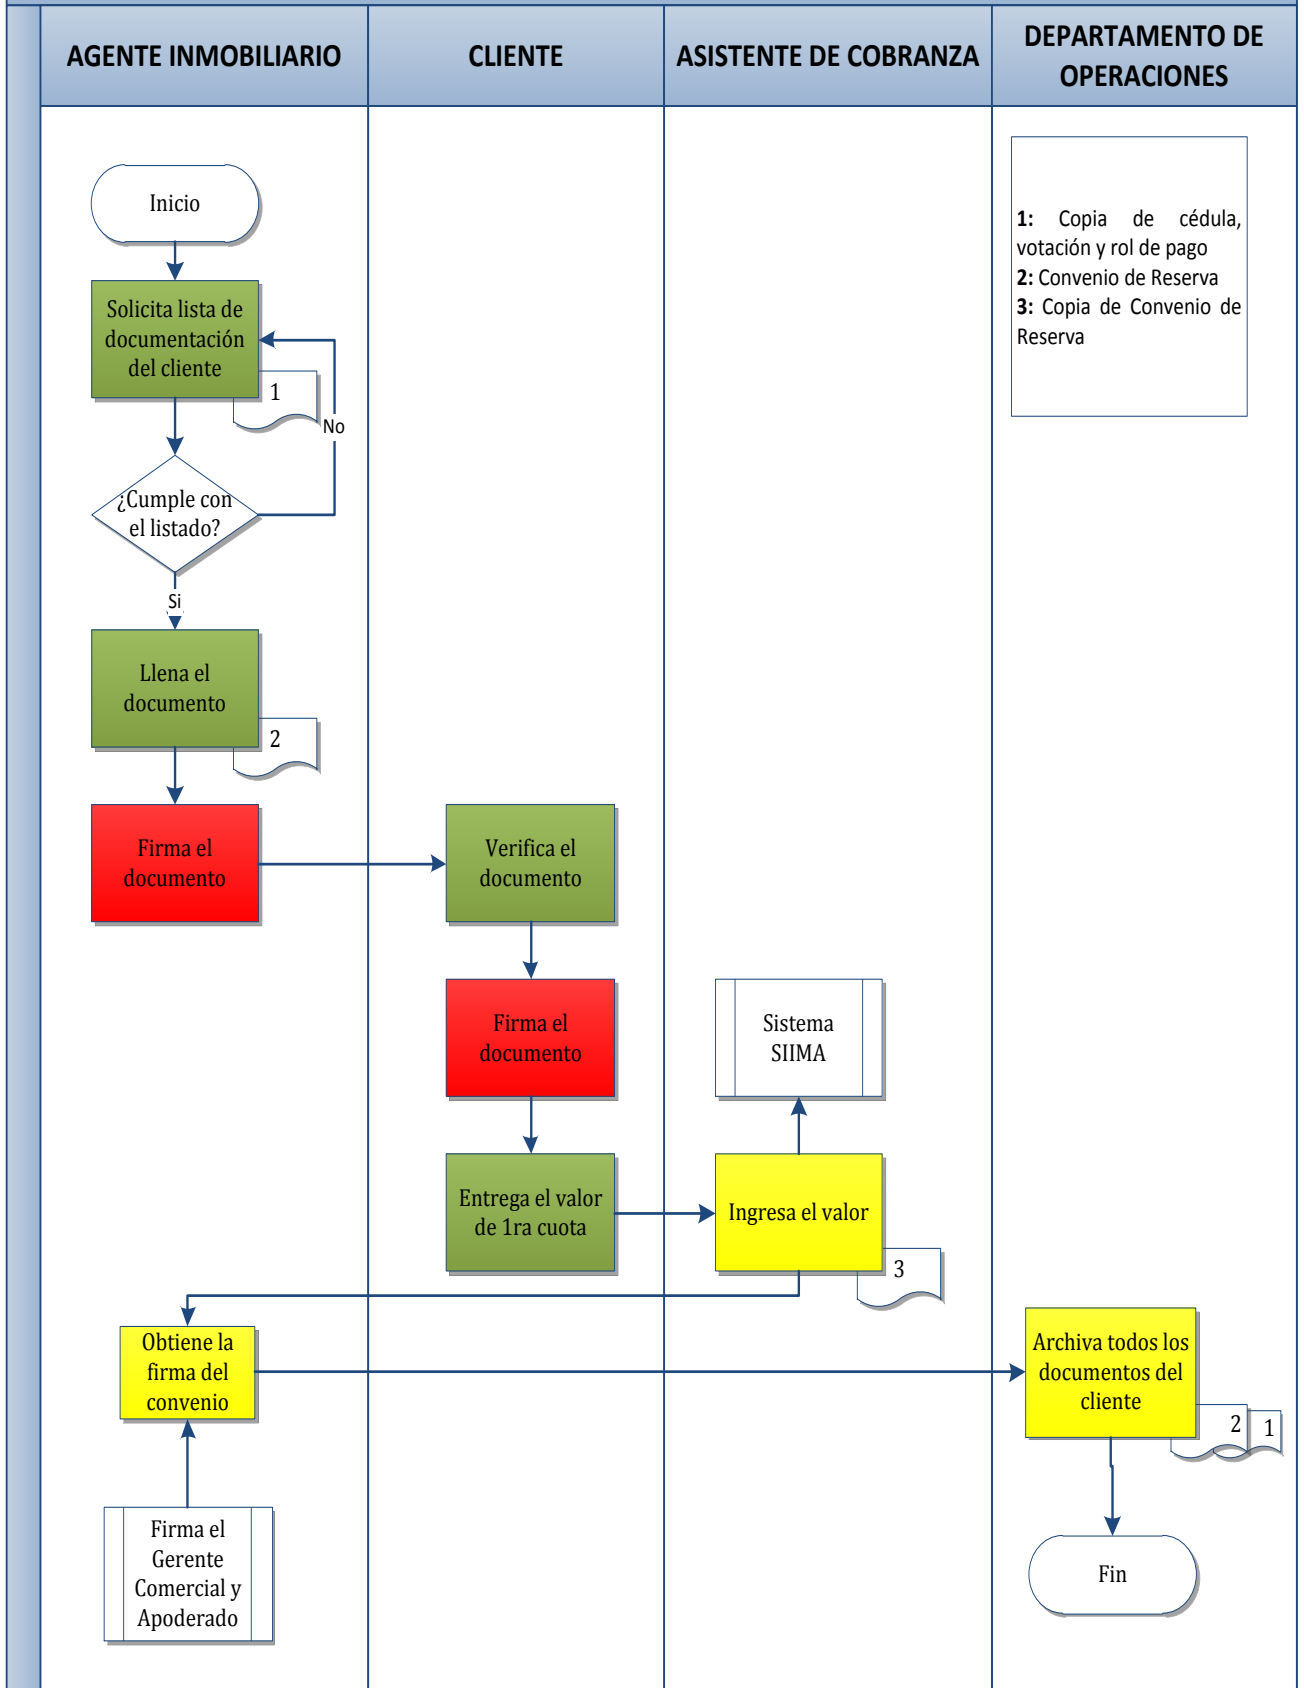 AGENTE INMOBILIARIO
CLIENTE
ASISTENTE DE COBRANZA
DEPARTAMENTO DE
OPERACIONES
Inicio
1: Copia de cédula,
votación y rol de pago
2: Convenio de Reserva
3: Copia de Convenio de
Reserva
Solicita lista de
documentación
del cliente
1
No
¿Cumple con
el listado?
Si
Llena el
documento
2
Firma el
documento
Verifica el
documento
Firma el
documento
Sistema
SIIMA
Entrega el valor
de 1ra cuota
Ingresa el valor
3
Obtiene la
firma del
convenio
Archiva todos los
documentos del
cliente
2
1
Firma el
Gerente
Comercial y
Apoderado
Fin